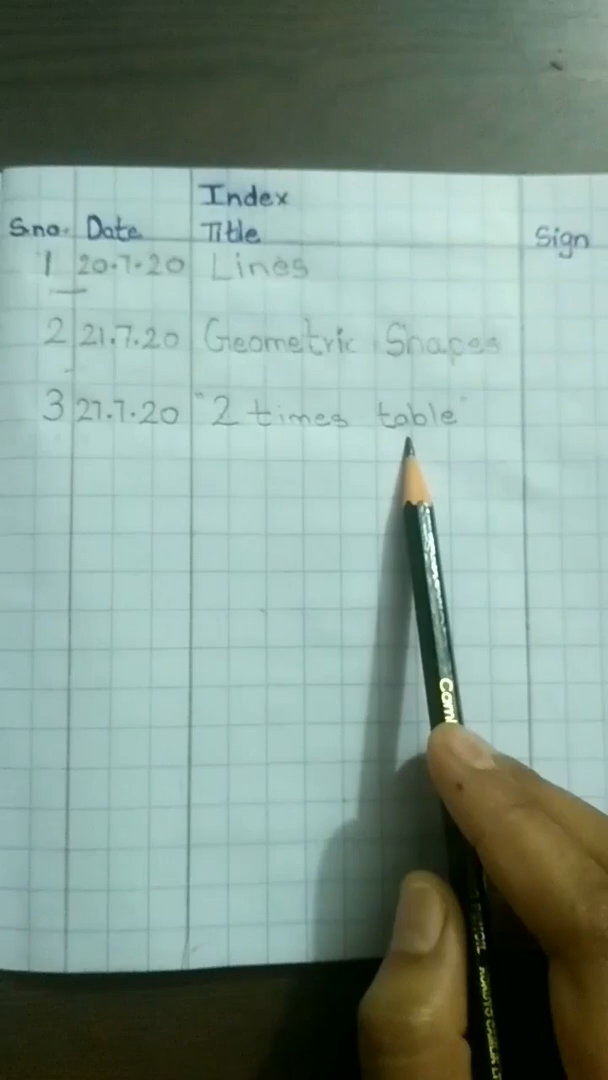 Index
S.no. Date Title Sign
1 20.7.20 Lines
2 21.7.20 Geometric Shapes
3 27.7.20 "2 times table"